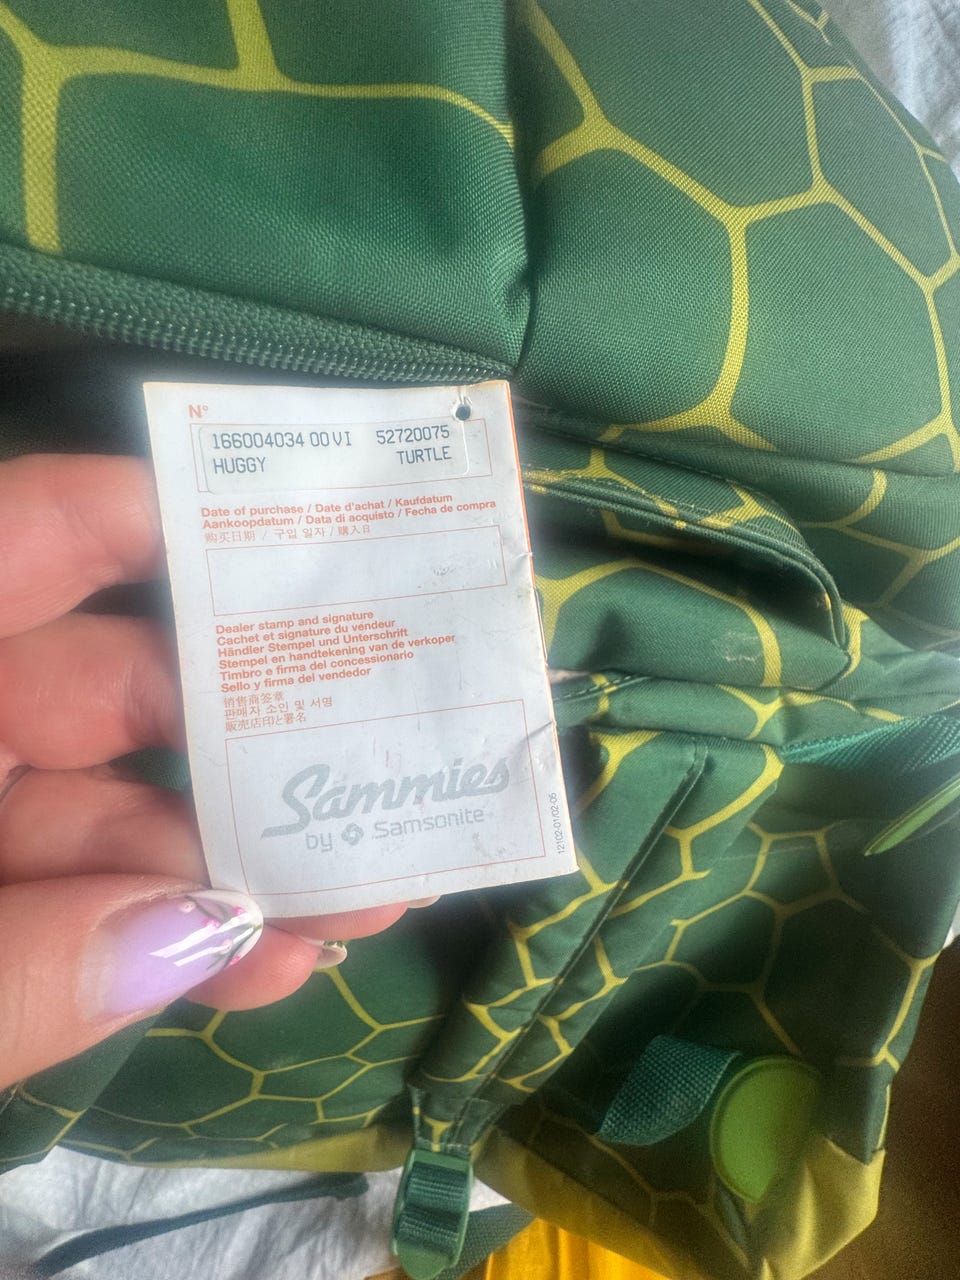 N°
166004034 00 VI 52720075
HUGGY TURTLE
Date of purchase / Date d'achat / Kaufdatum
Aankoopdatum / Data di acquisto / Fecha de compra
购买日期 / 구입 일자 / 購入日
Dealer stamp and signature
Cachet et signature du vendeur
Händler Stempel und Unterschrift
Stempel en handtekening van de verkoper
Timbro e firma del concessionario
Sello y firma del vendedor
销售商签章
판매자 소인 및 서명
販売店印と署名
Sammies
by Samsonite
12102-01/02-05